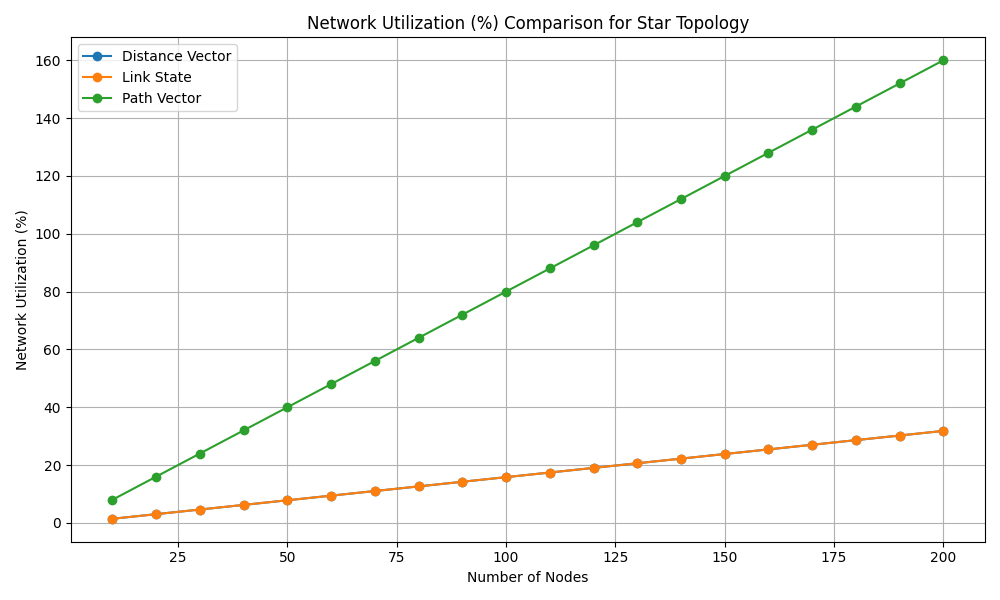 Network Utilization (%) Comparison for Star Topology
Distance Vector
Link State
Path Vector
Network Utilization (%)
160
140
120
100
80
60
40
20
0
25 50 75 100 125 150 175 200
Number of Nodes